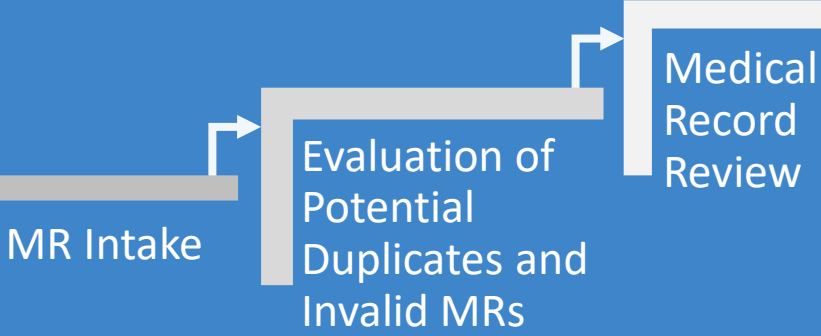 MR Intake
Evaluation of
Potential
Duplicates and
Invalid MRs
Medical
Record
Review